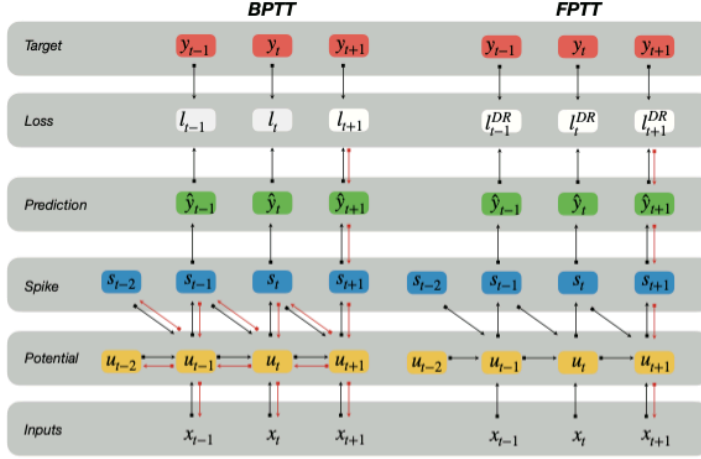 BPTT FPTT
Target y_{t−1} y_t y_{t+1} y_{t−1} y_t y_{t+1}
Loss l_{t−1} l_t l_{t+1} l^{DR}_{t−1} l^{DR}_t l^{DR}_{t+1}
Prediction ŷ_{t−1} ŷ_t ŷ_{t+1} ŷ_{t−1} ŷ_t ŷ_{t+1}
Spike s_{t−2} s_{t−1} s_t s_{t+1} s_{t−2} s_{t−1} s_t s_{t+1}
Potential u_{t−2} u_{t−1} u_t u_{t+1} u_{t−2} u_{t−1} u_t u_{t+1}
Inputs x_{t−1} x_t x_{t+1} x_{t−1} x_t x_{t+1}